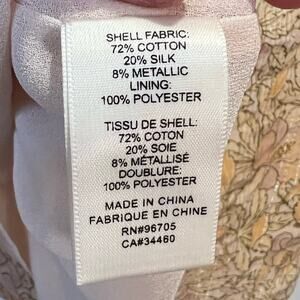 SHELL FABRIC:
72% COTTON
20% SILK
8% METALLIC
LINING:
100% POLYESTER
TISSU DE SHELL:
72% COTON
20% SOIE
8% MÉTALLISÉ
DOUBLURE:
100% POLYESTER
MADE IN CHINA
FABRIQUE EN CHINE
RN#96705
CA#34460